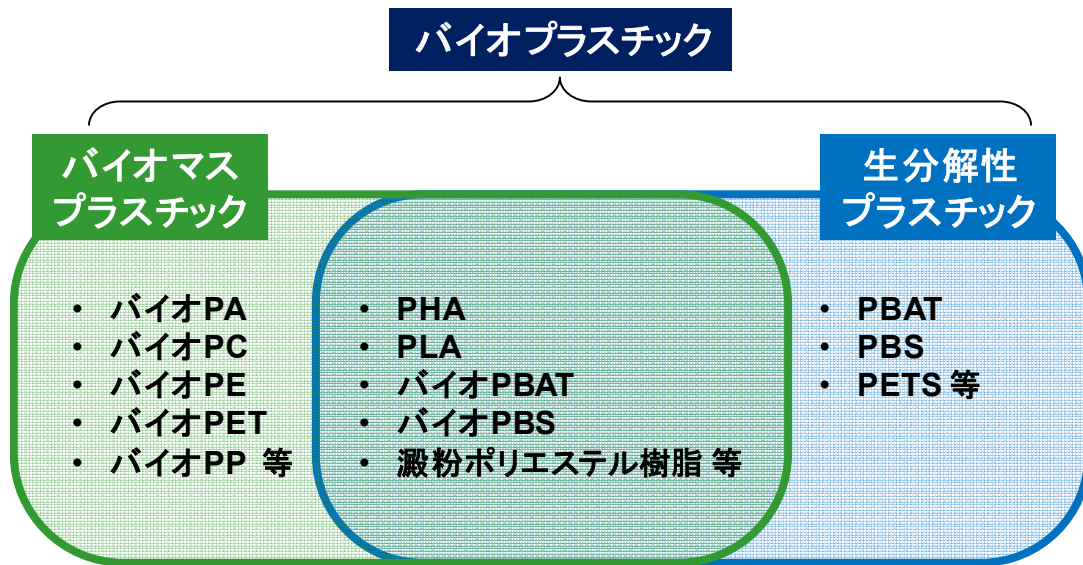 バイオプラスチック
バイオマス
プラスチック
生分解性
プラスチック
• バイオPA
• バイオPC
• バイオPE
• バイオPET
• バイオPP 等
• PHA
• PLA
• バイオPBAT
• バイオPBS
• 澱粉ポリエステル樹脂 等
• PBAT
• PBS
• PETS 等